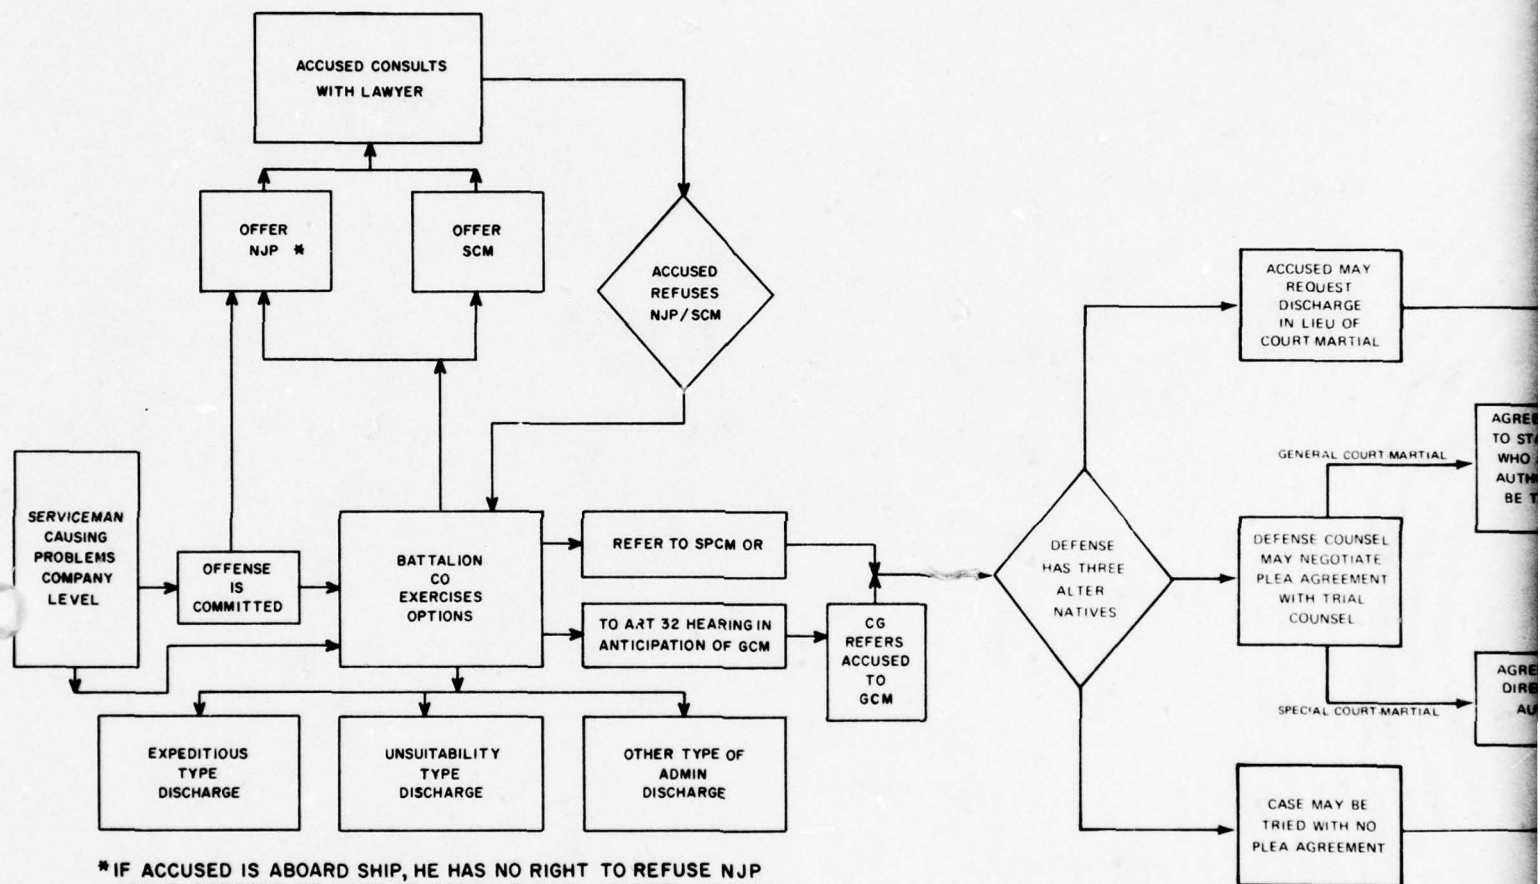 ACCUSED CONSULTS
WITH LAWYER
OFFER
NJP *
OFFER
SCM
ACCUSED
REFUSES
NJP/SCM
SERVICEMAN
CAUSING
PROBLEMS
COMPANY
LEVEL
OFFENSE
IS
COMMITTED
BATTALION
CO
EXERCISES
OPTIONS
REFER TO SPCM OR
TO ART 32 HEARING IN
ANTICIPATION OF GCM
CG
REFERS
ACCUSED
TO
GCM
EXPEDITIOUS
TYPE
DISCHARGE
UNSUITABILITY
TYPE
DISCHARGE
OTHER TYPE OF
ADMIN
DISCHARGE
*IF ACCUSED IS ABOARD SHIP, HE HAS NO RIGHT TO REFUSE NJP
DEFENSE
HAS THREE
ALTER
NATIVES
ACCUSED MAY
REQUEST
DISCHARGE
IN LIEU OF
COURT-MARTIAL
GENERAL COURT-MARTIAL
DEFENSE COUNSEL
MAY NEGOTIATE
PLEA AGREEMENT
WITH TRIAL
COUNSEL
SPECIAL COURT-MARTIAL
TO
WHO
BE
CASE MAY BE
TRIED WITH NO
PLEA AGREEMENT